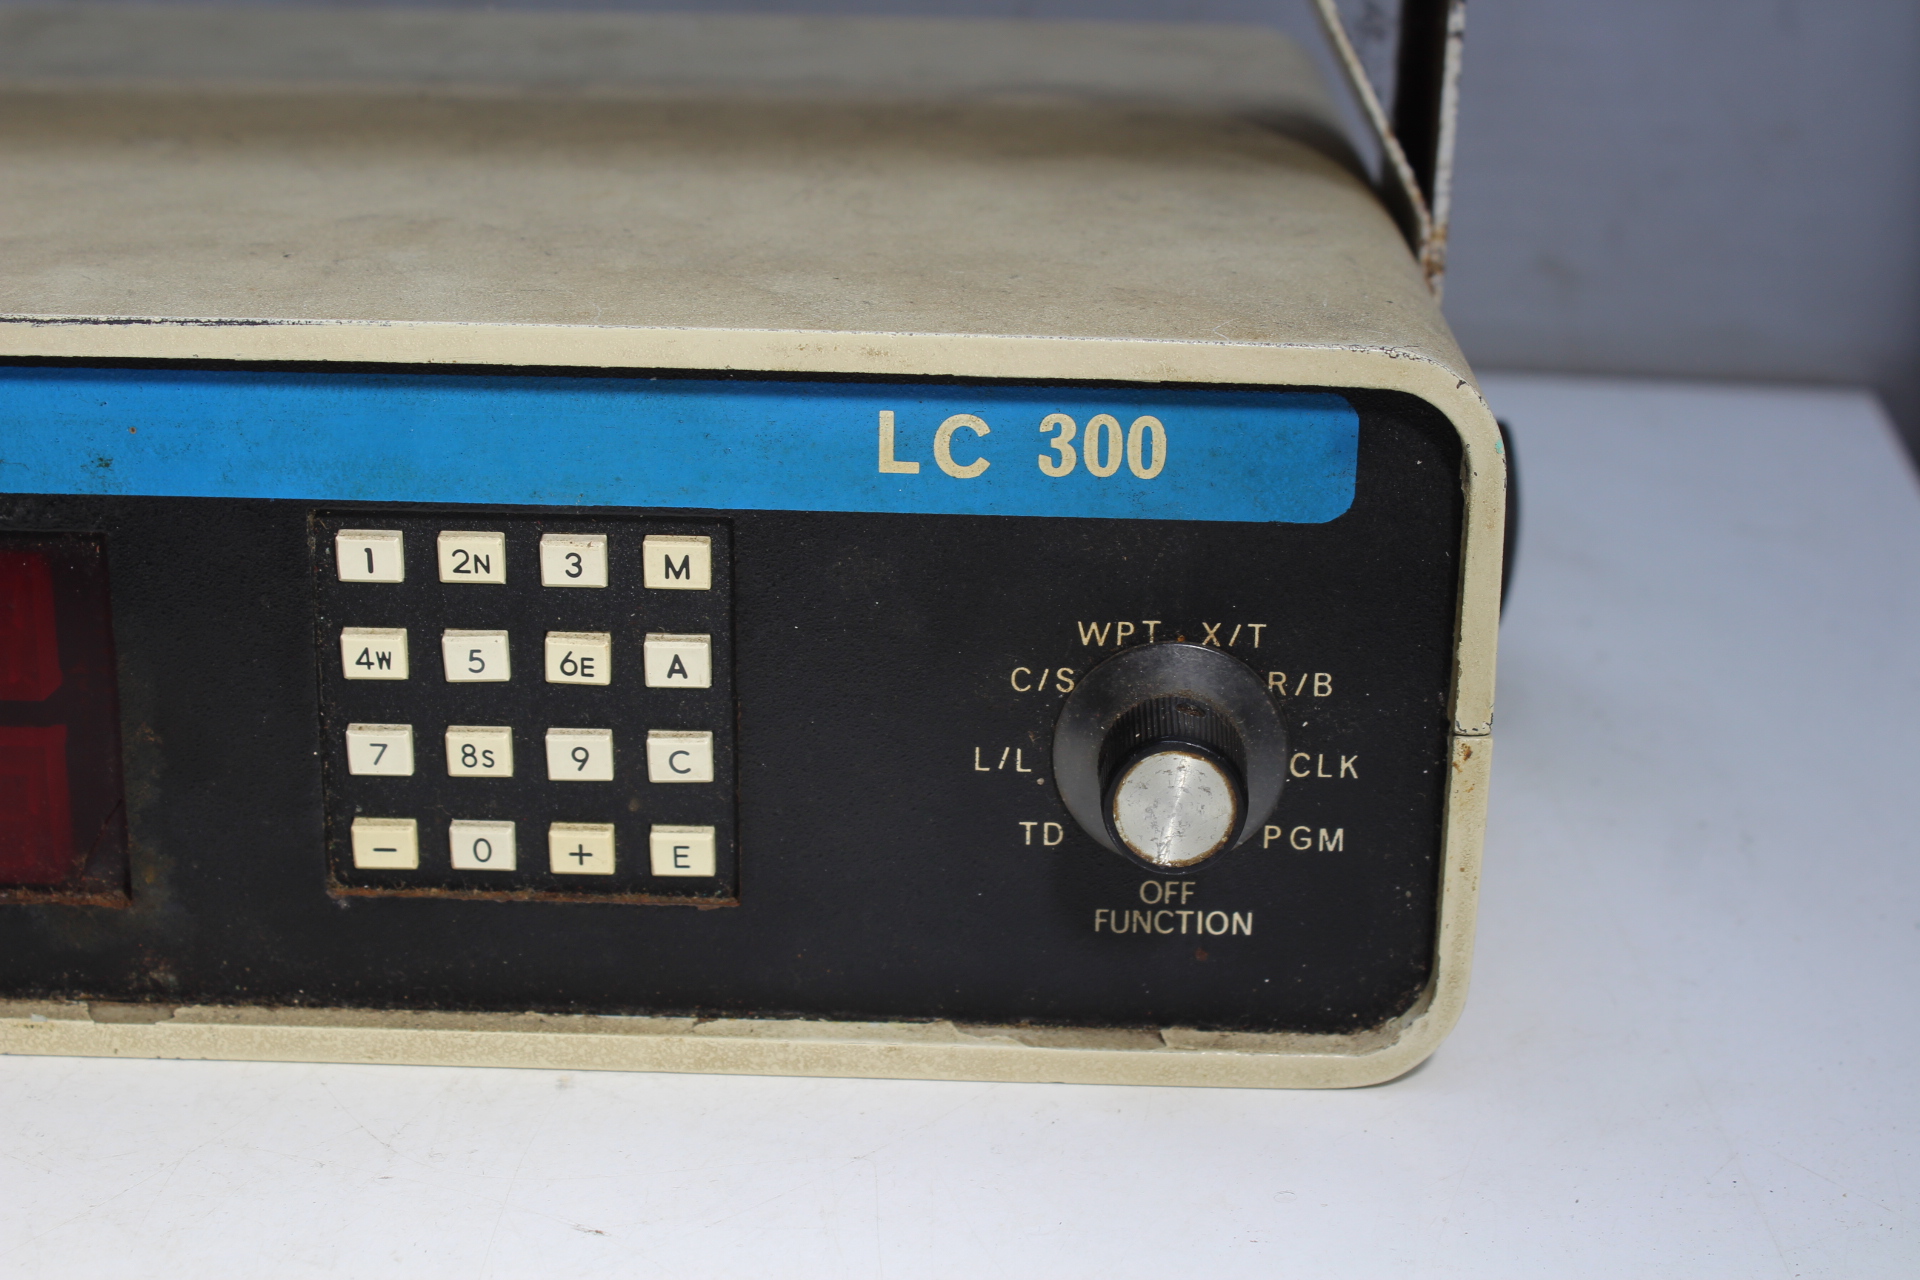 LC 300
1 2N 3 M
4W 5 6E A
7 8S 9 C
- 0 + E
WPT X/T
C/S R/B
L/L CLK
TD PGM
OFF
FUNCTION